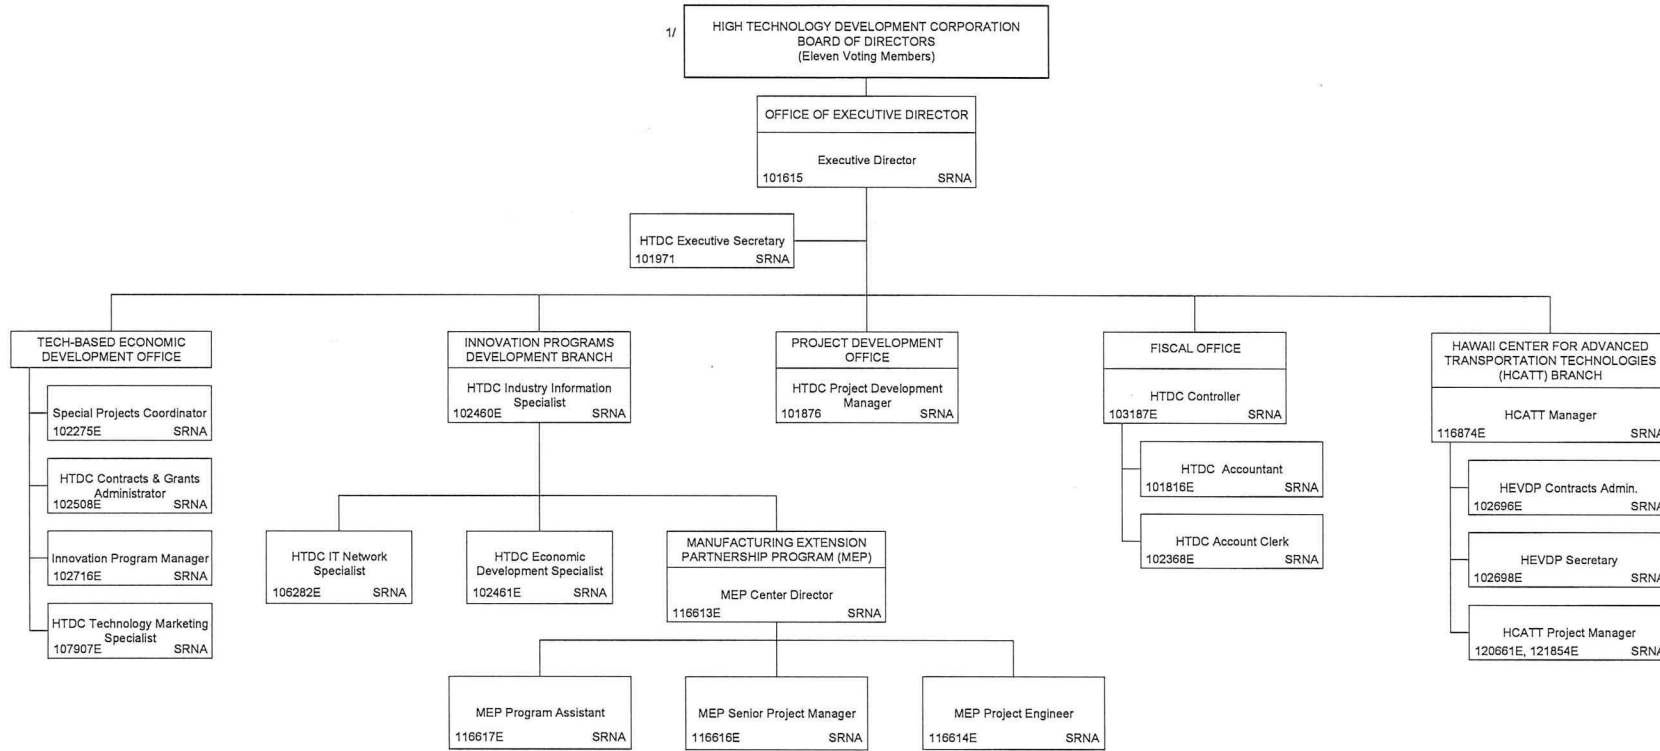 1/
HIGH TECHNOLOGY DEVELOPMENT CORPORATION
BOARD OF DIRECTORS
(Eleven Voting Members)
OFFICE OF EXECUTIVE DIRECTOR
Executive Director
101615 SRNA
HTDC Executive Secretary
101971 SRNA
TECH-BASED ECONOMIC
DEVELOPMENT OFFICE
Special Projects Coordinator
102275E SRNA
HTDC Contracts & Grants
Administrator
102508E SRNA
Innovation Program Manager
102716E SRNA
HTDC Technology Marketing
Specialist
107907E SRNA
INNOVATION PROGRAMS
DEVELOPMENT BRANCH
HTDC Industry Information
Specialist
102460E SRNA
HTDC IT Network
Specialist
106282E SRNA
HTDC Economic
Development Specialist
102461E SRNA
MANUFACTURING EXTENSION
PARTNERSHIP PROGRAM (MEP)
MEP Center Director
116613E SRNA
MEP Program Assistant
116617E SRNA
MEP Senior Project Manager
116616E SRNA
MEP Project Engineer
116614E SRNA
PROJECT DEVELOPMENT
OFFICE
HTDC Project Development
Manager
101876 SRNA
FISCAL OFFICE
HTDC Controller
103187E SRNA
HTDC Accountant
101816E SRNA
HTDC Account Clerk
102368E SRNA
HAWAII CENTER FOR ADVANCED
TRANSPORTATION TECHNOLOGIES
(HCATT) BRANCH
HCATT Manager
116874E SRNA
HEVDP Contracts Admin.
102696E SRNA
HEVDP Secretary
102698E SRNA
HCATT Project Manager
120661E, 121854E SRNA